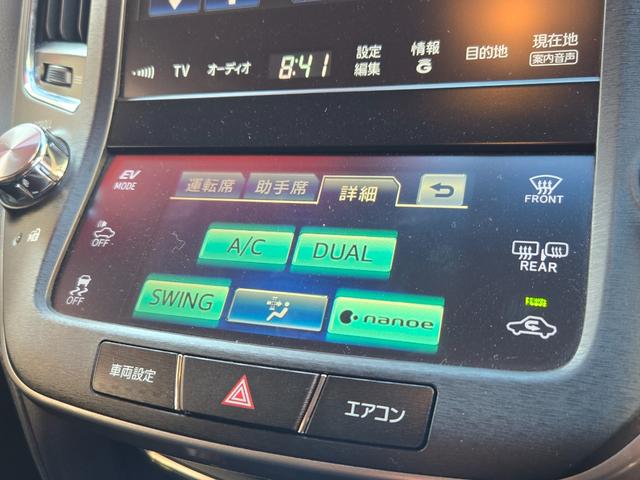 TV オーディオ 8:41 設定 編集 情報 G 目的地 現在地 案内音声
EV MODE
運転席 助手席 詳細
FRONT
OFF
A/C DUAL
REAR
OFF
SWING nanoe
車両設定 エアコン